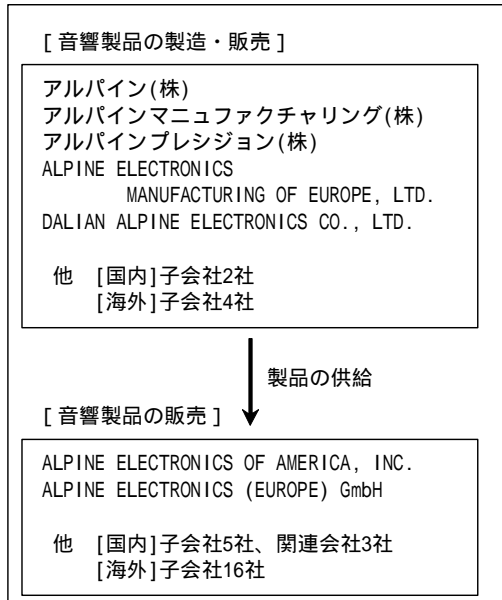 [音響製品の製造・販売]
アルパイン(株)
アルパインマニュファクチャリング(株)
アルパインプレシジョン(株)
ALPINE ELECTRONICS
MANUFACTURING OF EUROPE, LTD.
DALIAN ALPINE ELECTRONICS CO., LTD.
他 [国内]子会社2社
[海外]子会社4社
製品の供給
[音響製品の販売]
ALPINE ELECTRONICS OF AMERICA, INC.
ALPINE ELECTRONICS (EUROPE) GmbH
他 [国内]子会社5社、関連会社3社
[海外]子会社16社